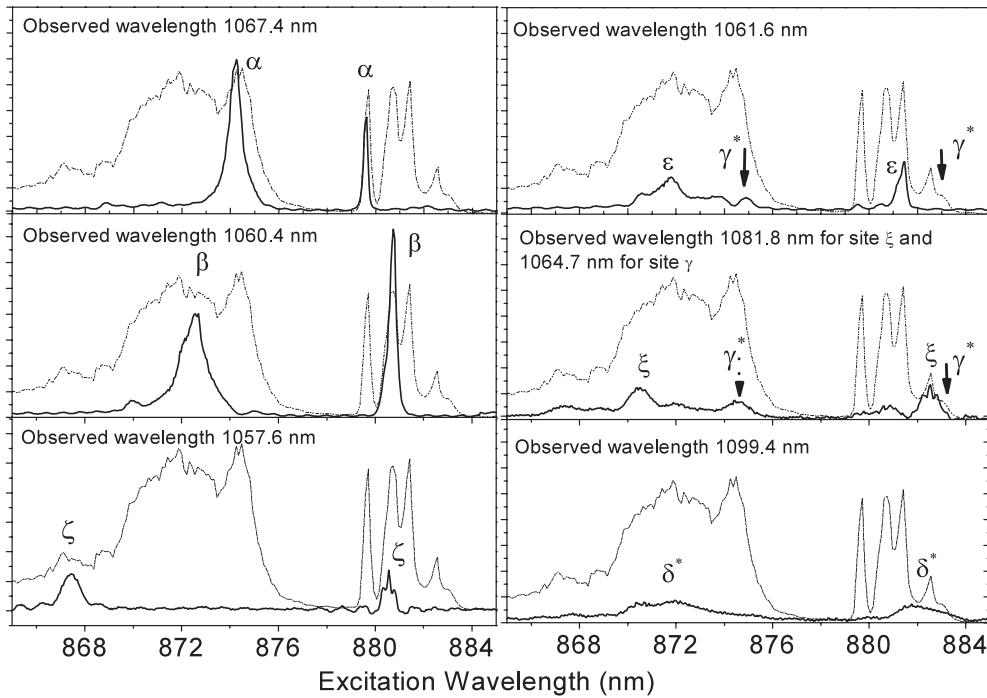 Observed wavelength 1067.4 nm
α
α
Observed wavelength 1060.4 nm
β
β
Observed wavelength 1057.6 nm
ζ
ζ
868 872 876 880 884
Observed wavelength 1061.6 nm
ε
γ*
ε
γ*
Observed wavelength 1081.8 nm for site ξ and
1064.7 nm for site γ
ξ
γ:*
ξ
γ*
Observed wavelength 1099.4 nm
δ*
δ*
868 872 876 880 884
Excitation Wavelength (nm)